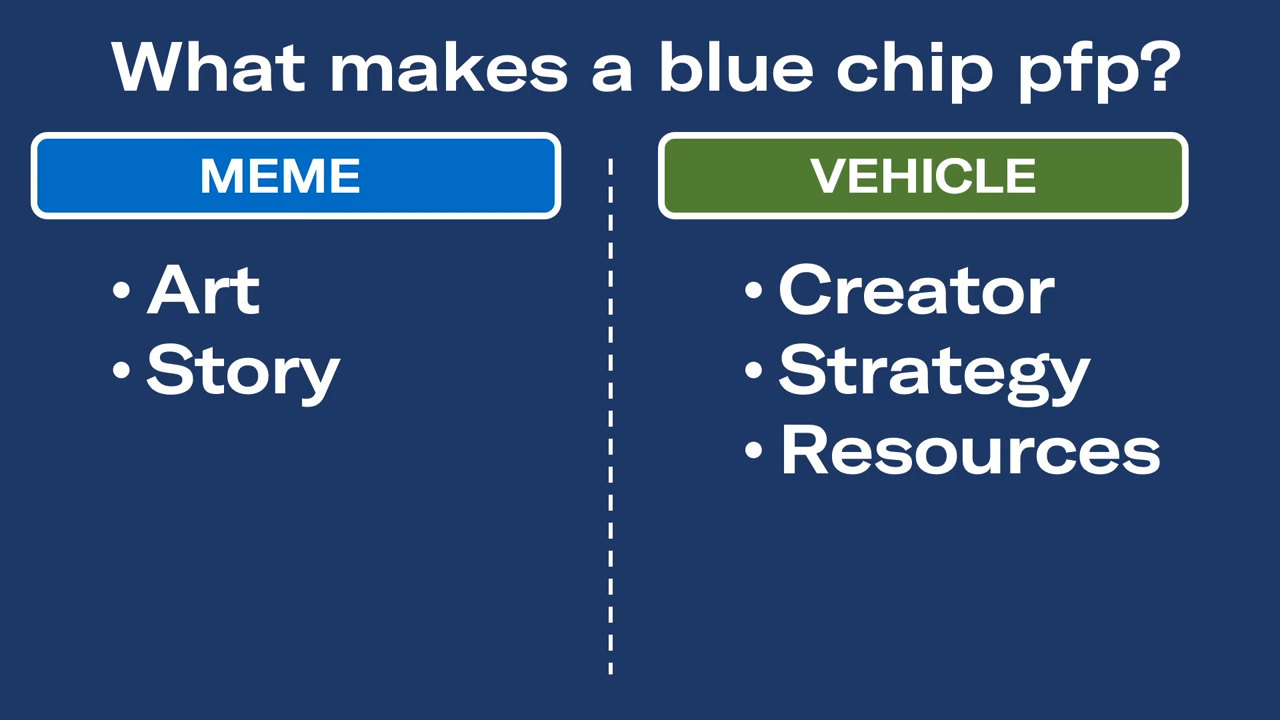 What makes a blue chip pfp?
MEME
• Art
• Story
VEHICLE
• Creator
• Strategy
• Resources